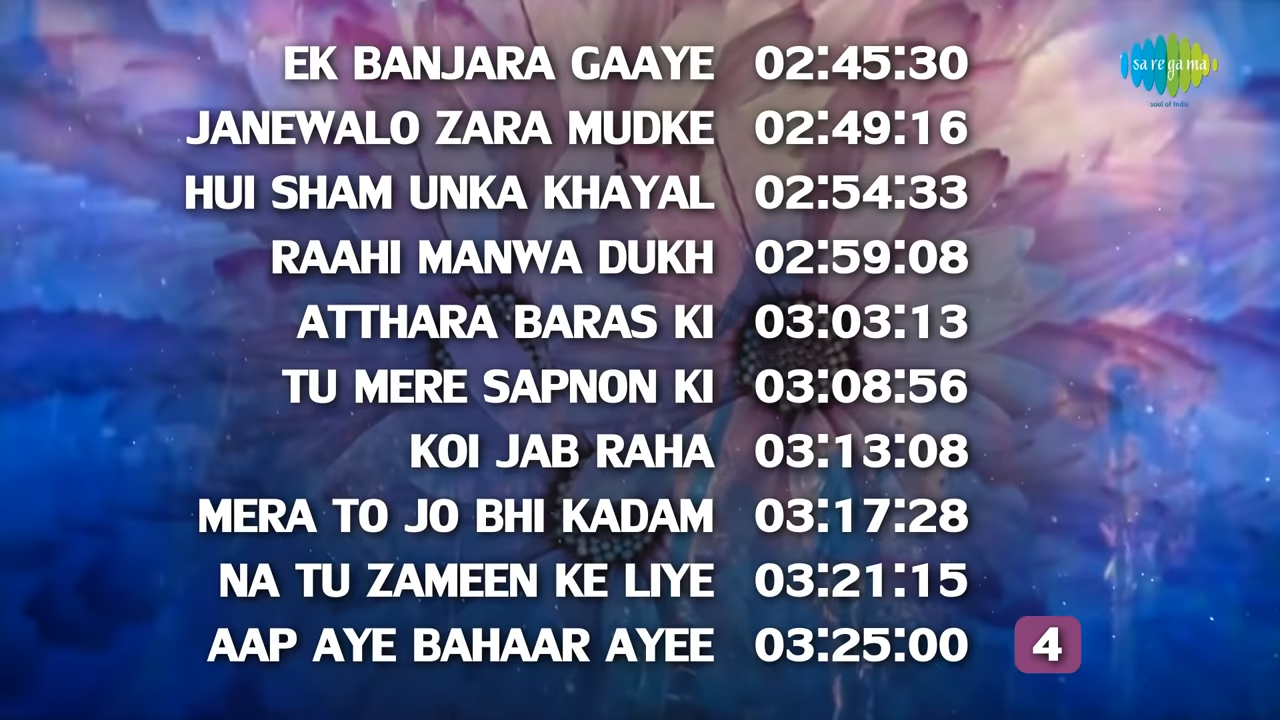 EK BANJARA GAAYE 02:45:30
JANEWALO ZARA MUDKE 02:49:16
HUI SHAM UNKA KHAYAL 02:54:33
RAAHI MANWA DUKH 02:59:08
ATTHARA BARAS KI 03:03:13
TU MERE SAPNON KI 03:08:56
KOI JAB RAHA 03:13:08
MERA TO JO BHI KADAM 03:17:28
NA TU ZAMEEN KE LIYE 03:21:15
AAP AYE BAHAAR AYEE 03:25:00
4
sa re ga ma
soul of India